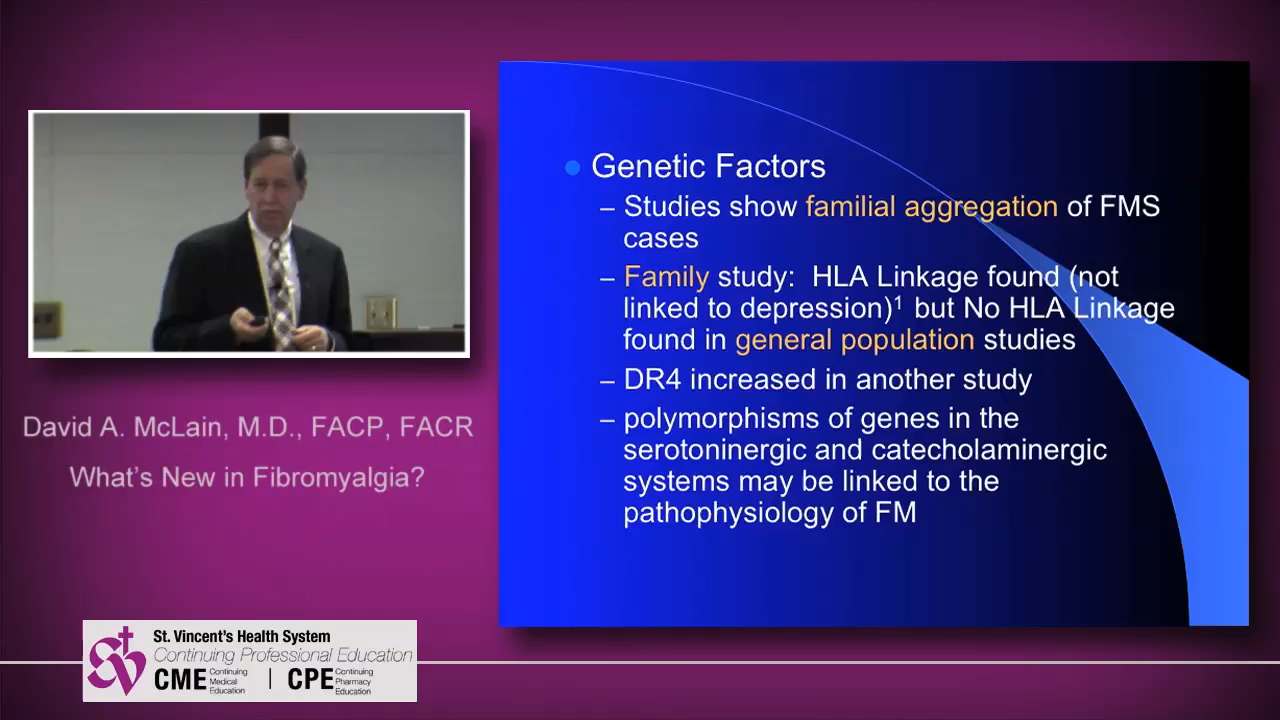 Genetic Factors
– Studies show familial aggregation of FMS
cases
– Family study: HLA Linkage found (not
linked to depression)¹ but No HLA Linkage
found in general population studies
– DR4 increased in another study
– polymorphisms of genes in the
serotoninergic and catecholaminergic
systems may be linked to the
pathophysiology of FM
David A. McLain, M.D., FACP, FACR
What's New in Fibromyalgia?
St. Vincent's Health System
Continuing Professional Education
CME Continuing Medical Education | CPE Continuing Pharmacy Education